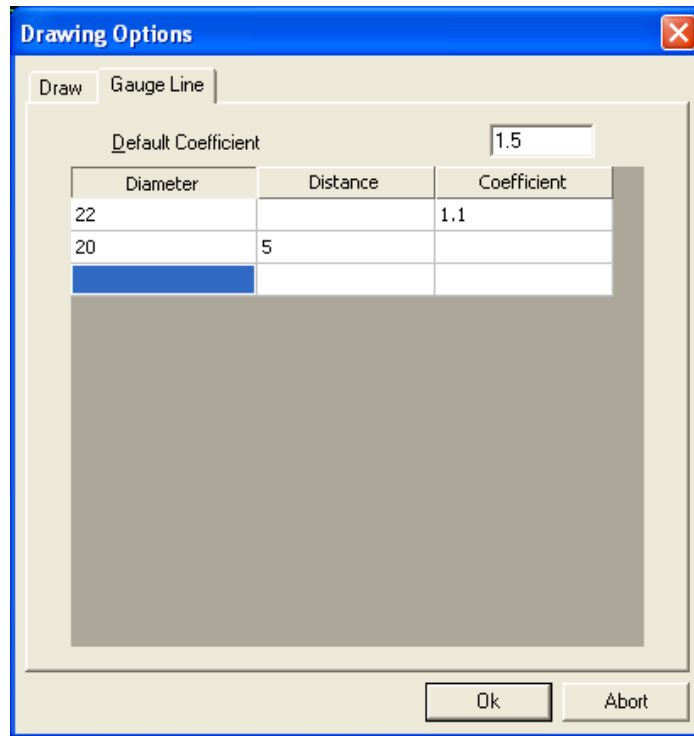 Drawing Options
Draw Gauge Line
Default Coefficient 1.5
Diameter Distance Coefficient
22 1.1
20 5
Ok Abort